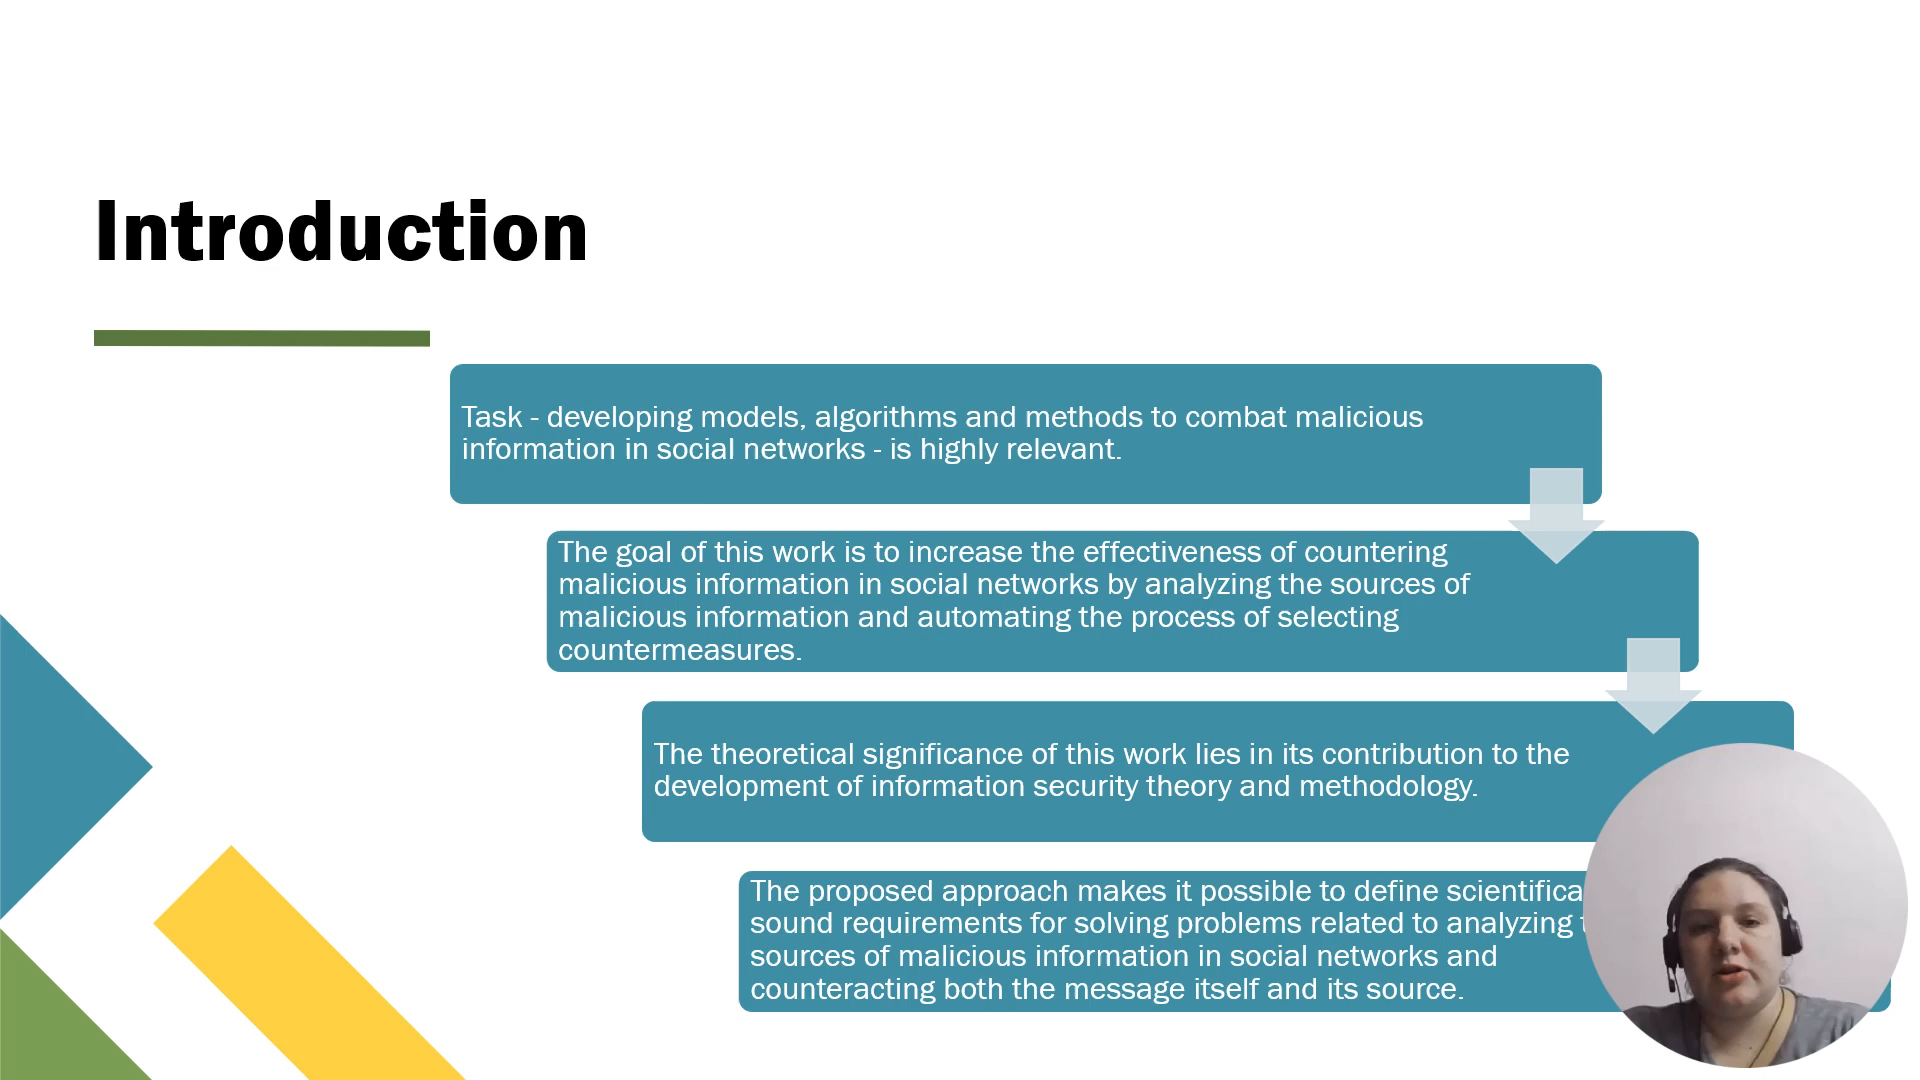 Introduction
Task - developing models, algorithms and methods to combat malicious
information in social networks - is highly relevant.
The goal of this work is to increase the effectiveness of countering
malicious information in social networks by analyzing the sources of
malicious information and automating the process of selecting
countermeasures.
The theoretical significance of this work lies in its contribution to the
development of information security theory and methodology.
The proposed approach makes it possible to define
sound requirements for solving problems related to analyzing
sources of malicious information in social networks and
counteracting both the message itself and its source.